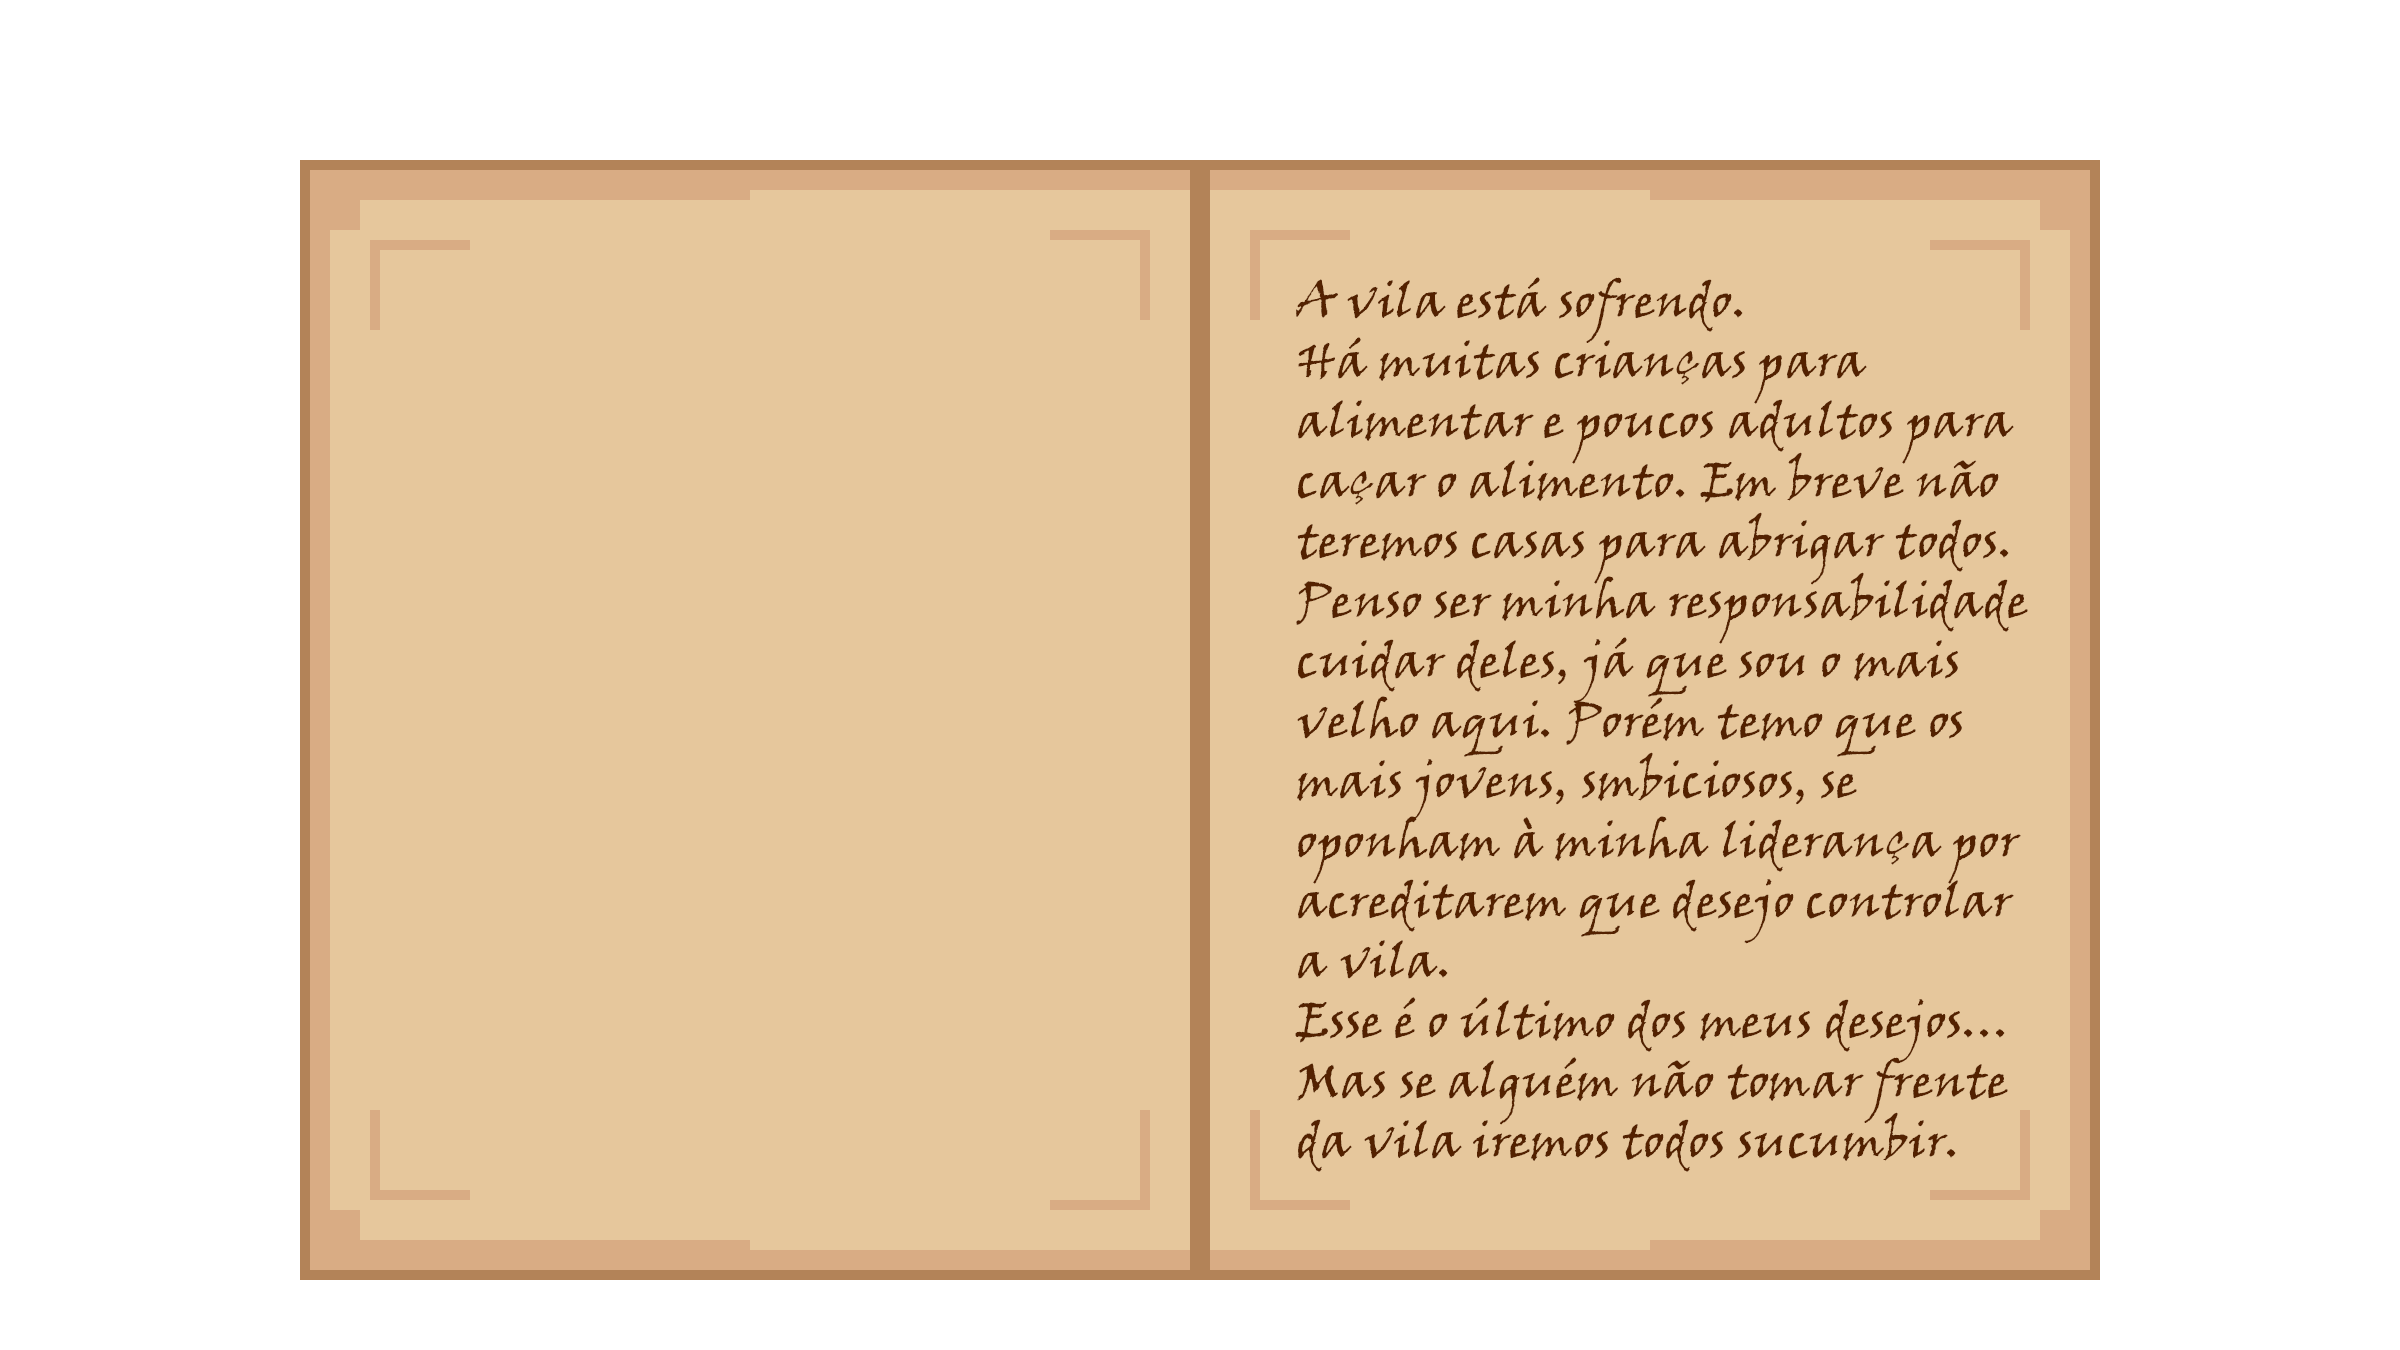 A vila está sofrendo.
Há muitas crianças para
alimentar e poucos adultos para
caçar o alimento. Em breve não
teremos casas para abrigar todos.
Penso ser minha responsabilidade
cuidar deles, já que sou o mais
velho aqui. Porém temo que os
mais jovens, smbiciosos, se
oponham à minha liderança por
acreditarem que desejo controlar
a vila.
Esse é o último dos meus desejos...
Mas se alguém não tomar frente
da vila iremos todos sucumbir.